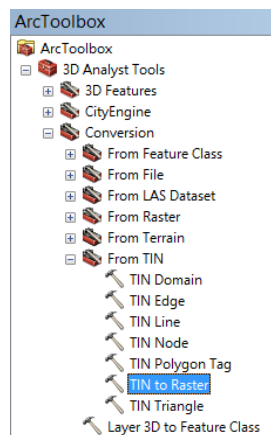 ArcToolbox
ArcToolbox
3D Analyst Tools
3D Features
CityEngine
Conversion
From Feature Class
From File
From LAS Dataset
From Raster
From Terrain
From TIN
TIN Domain
TIN Edge
TIN Line
TIN Node
TIN Polygon Tag
TIN to Raster
TIN Triangle
Layer 3D to Feature Class